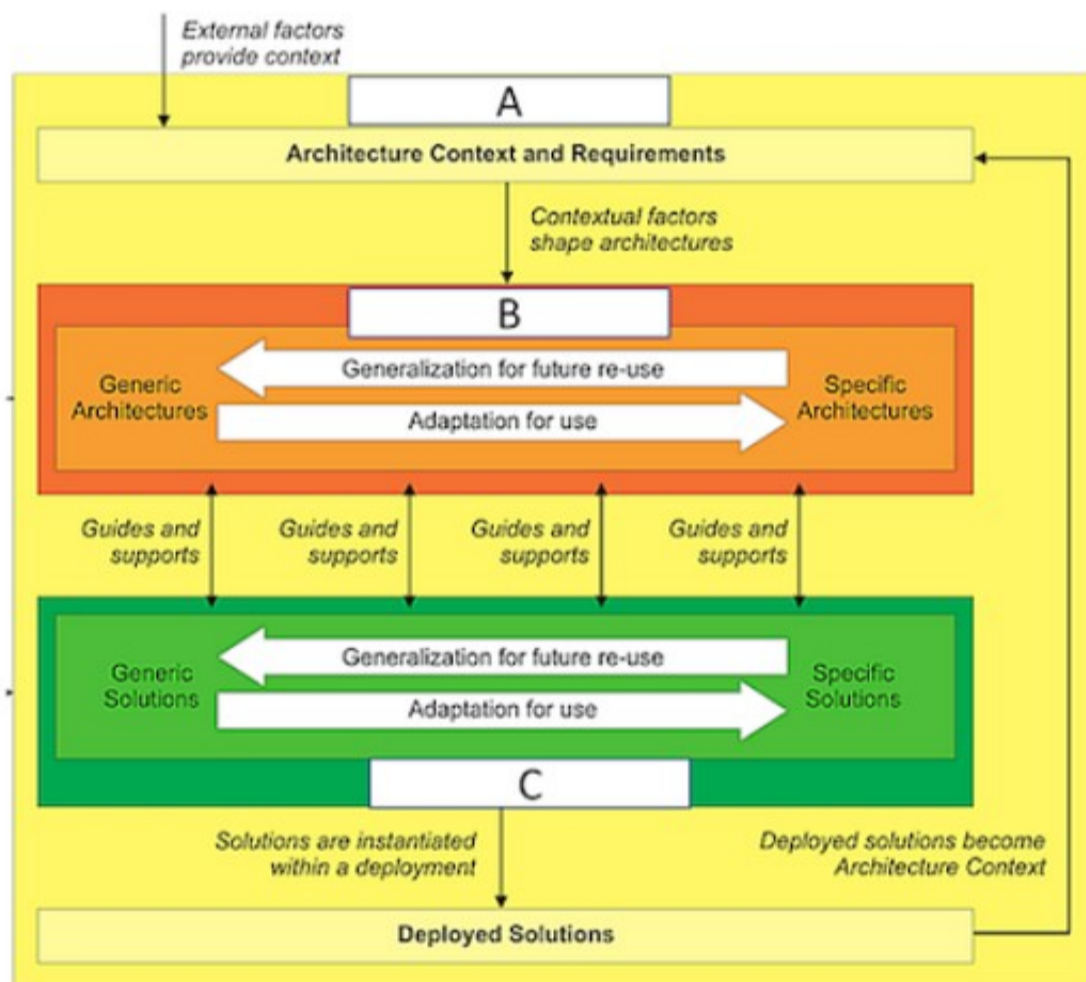 External factors
provide context
A
Architecture Context and Requirements
Contextual factors
shape architectures
B
Generalization for future re-use
Generic
Architectures
Specific
Architectures
Adaptation for use
Guides and
supports
Guides and
supports
Guides and
supports
Guides and
supports
Generalization for future re-use
Generic
Solutions
Specific
Solutions
Adaptation for use
C
Solutions are instantiated
within a deployment
Deployed solutions become
Architecture Context
Deployed Solutions